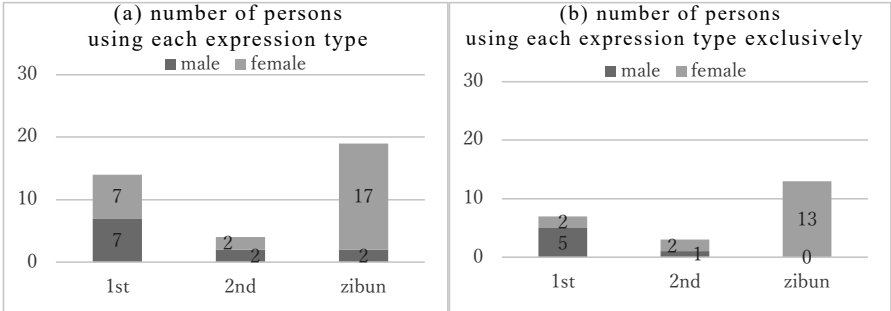 (a) number of persons
using each expression type
male female
30
20
10
0
7
7
2
2
17
2
1st 2nd zibun
(b) number of persons
using each expression type exclusively
male female
30
20
10
0
2
5
2
1
13
0
1st 2nd zibun